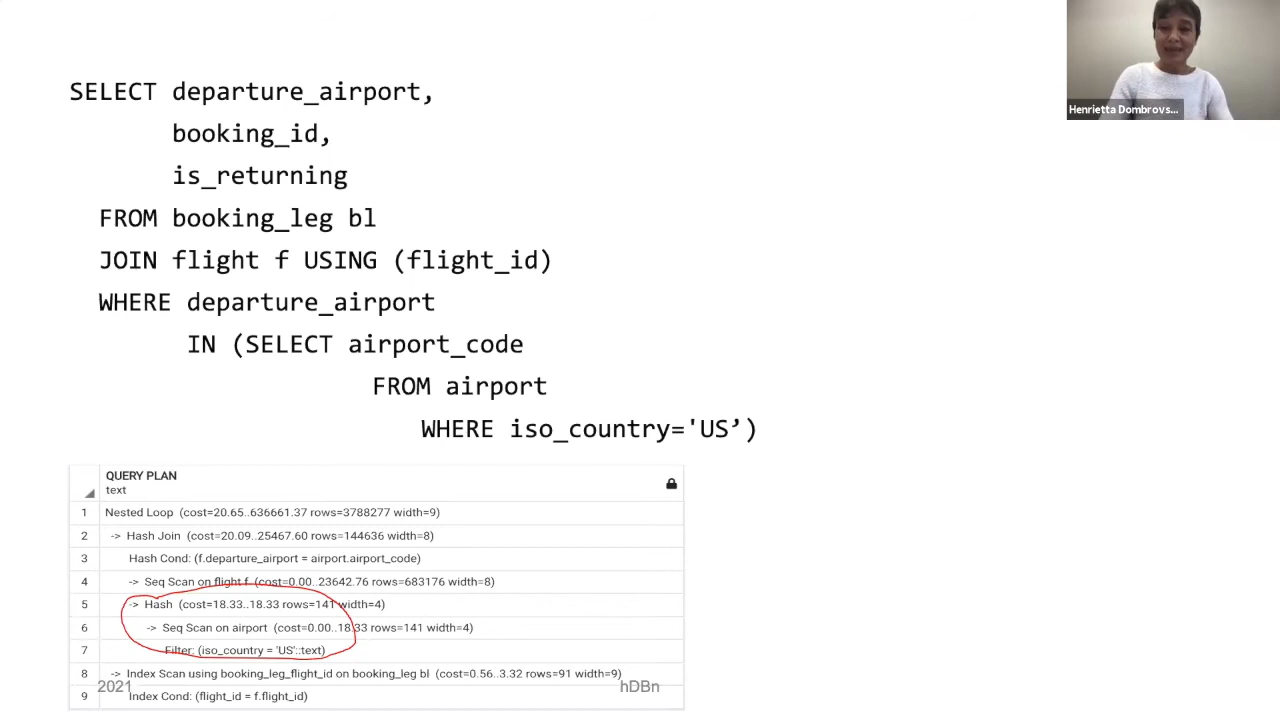 Henrietta Dombrovs...
SELECT departure_airport,
booking_id,
is_returning
FROM booking_leg bl
JOIN flight f USING (flight_id)
WHERE departure_airport
IN (SELECT airport_code
FROM airport
WHERE iso_country='US’)
QUERY PLAN
text
1 Nested Loop (cost=20.65..636661.37 rows=3788277 width=9)
2 -> Hash Join (cost=20.09..25467.60 rows=144636 width=8)
3 Hash Cond: (f.departure_airport = airport.airport_code)
4 -> Seq Scan on flight f (cost=0.00..23642.76 rows=683176 width=8)
5 -> Hash (cost=18.33..18.33 rows=141 width=4)
6 -> Seq Scan on airport (cost=0.00..18.33 rows=141 width=4)
7 Filter: (iso_country = 'US'::text)
8 -> Index Scan using booking_leg_flight_id on booking_leg bl (cost=0.56..3.32 rows=91 width=9)
2021 hDBn
9 Index Cond: (flight_id = f.flight_id)